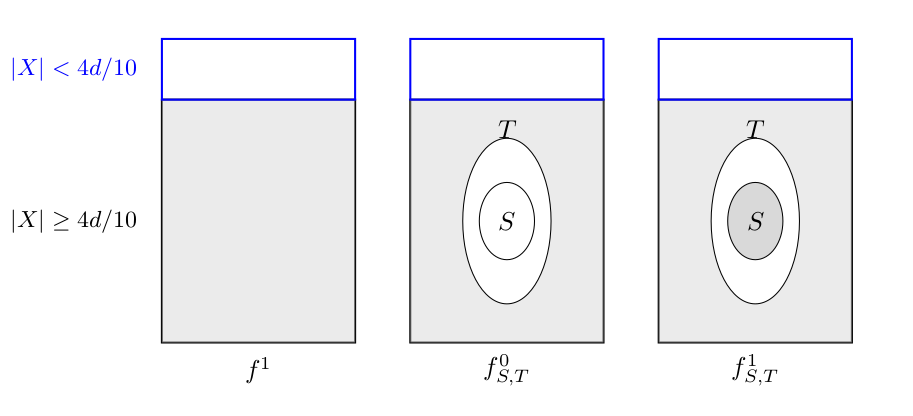 |X| < 4d/10
T
T
|X| ≥ 4d/10
S
S
f^1
f^0_{S,T}
f^1_{S,T}